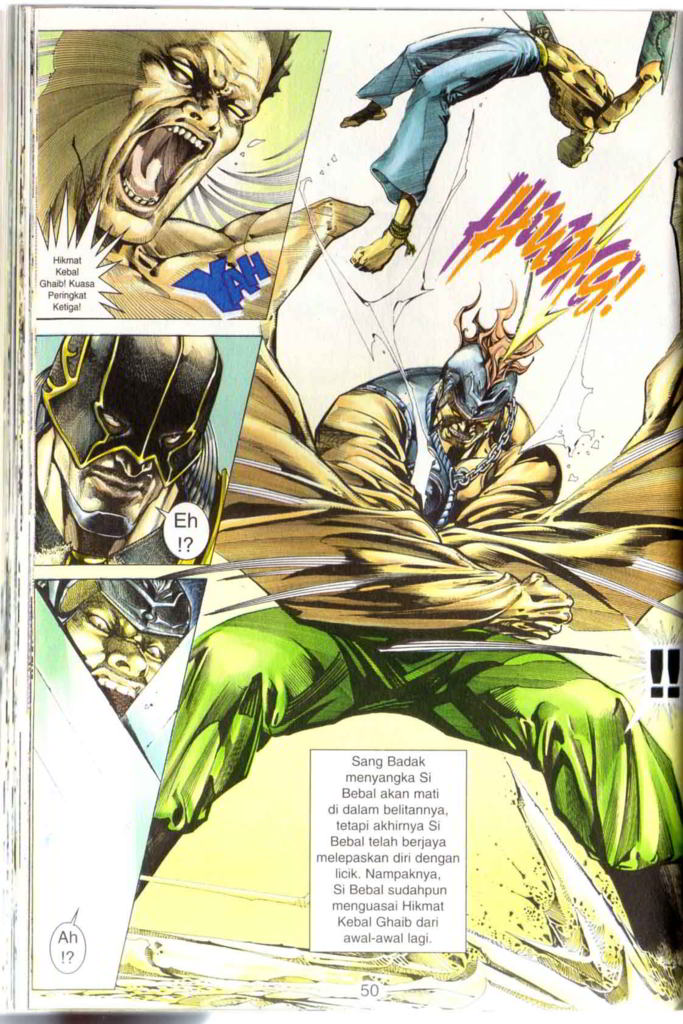 Hikmat
Kebal
Ghaib! Kuasa
Peringkat
Ketiga!
YAH
HUNS!
Eh
!?
!!
Ah
!?
Sang Badak
menyangka Si
Bebal akan mati
di dalam belitannya,
tetapi akhirnya Si
Bebal telah berjaya
melepaskan diri dengan
licik. Nampaknya,
Si Bebal sudahpun
menguasai Hikmat
Kebal Ghaib dari
awal-awal lagi.
50